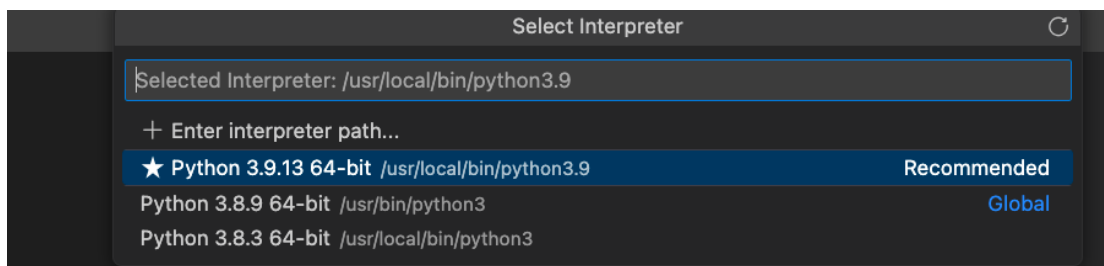 Select Interpreter
Selected Interpreter: /usr/local/bin/python3.9
+ Enter interpreter path...
★ Python 3.9.13 64-bit /usr/local/bin/python3.9 Recommended
Python 3.8.9 64-bit /usr/bin/python3 Global
Python 3.8.3 64-bit /usr/local/bin/python3